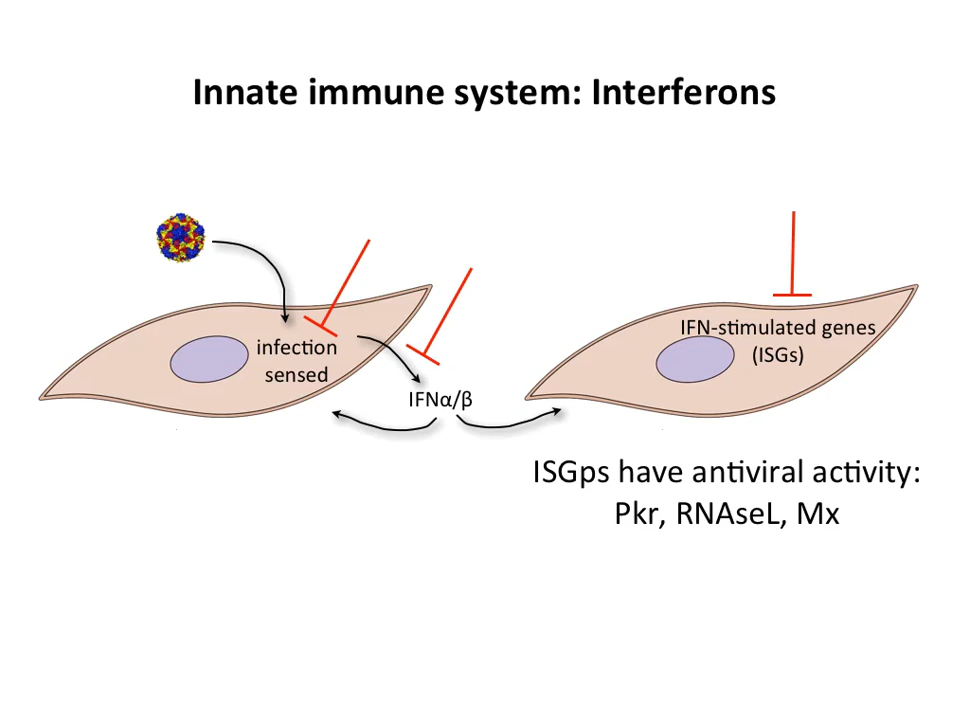 Innate immune system: Interferons
infection
sensed
IFNα/β
IFN-stimulated genes
(ISGs)
ISGps have antiviral activity:
Pkr, RNAseL, Mx